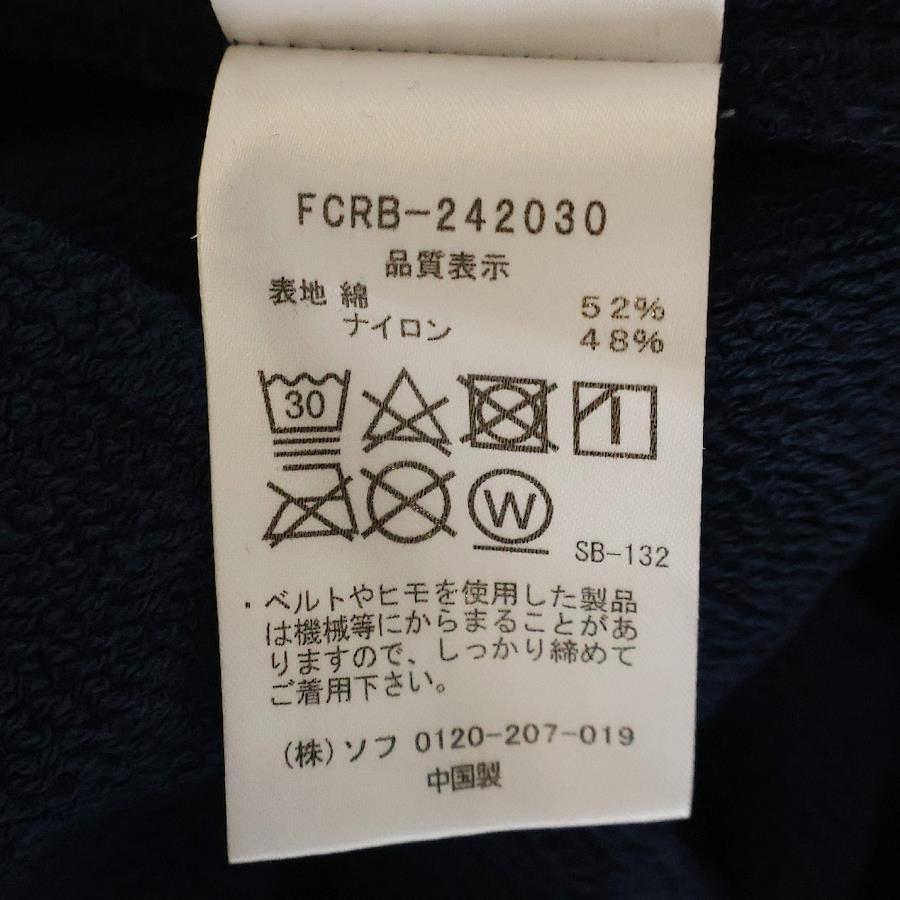 FCRB-242030
品質表示
表地 綿 52%
ナイロン 48%
30
W
SB-132
・ベルトやヒモを使用した製品
は機械等にからまることがあ
りますので、しっかり締めて
ご着用下さい。
(株)ソフ 0120-207-019
中国製